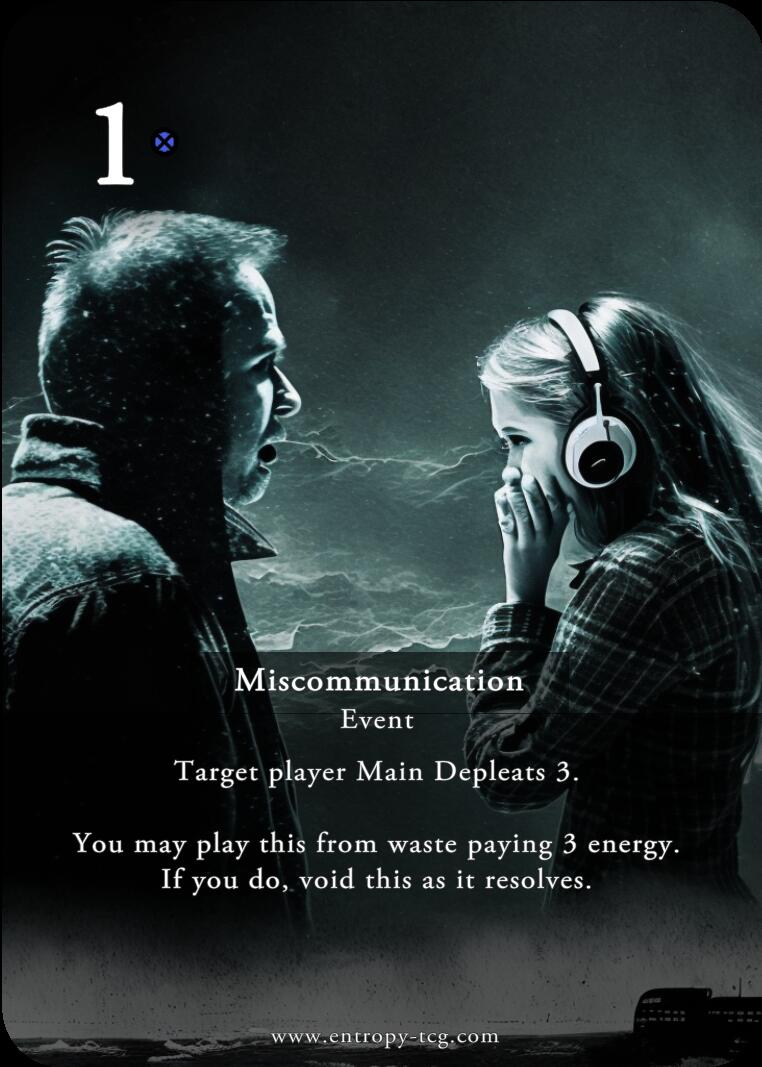 1
Miscommunication
Event
Target player Main Depleats 3.
You may play this from waste paying 3 energy.
If you do, void this as it resolves.
www.entropy-tcg.com